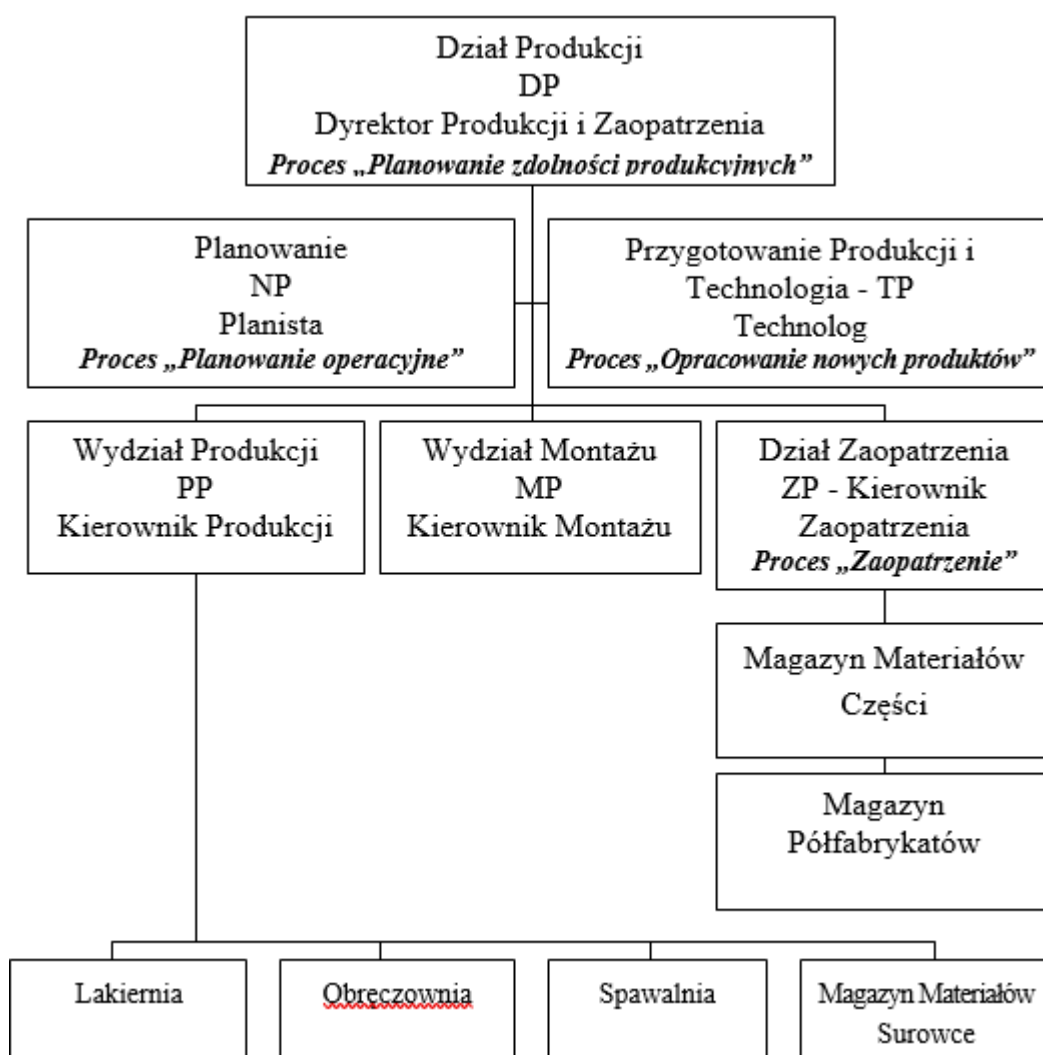 Dział Produkcji
DP
Dyrektor Produkcji i Zaopatrzenia
Proces „Planowanie zdolności produkcyjnych”
Planowanie
NP
Planista
Proces „Planowanie operacyjne”
Przygotowanie Produkcji i
Technologia - TP
Technolog
Proces „Opracowanie nowych produktów”
Wydział Produkcji
PP
Kierownik Produkcji
Wydział Montażu
MP
Kierownik Montażu
Dział Zaopatrzenia
ZP - Kierownik
Zaopatrzenia
Proces „Zaopatrzenie”
Magazyn Materiałów
Części
Magazyn
Półfabrykatów
Lakiernia
Obręczownia
Spawalnia
Magazyn Materiałów
Surowce